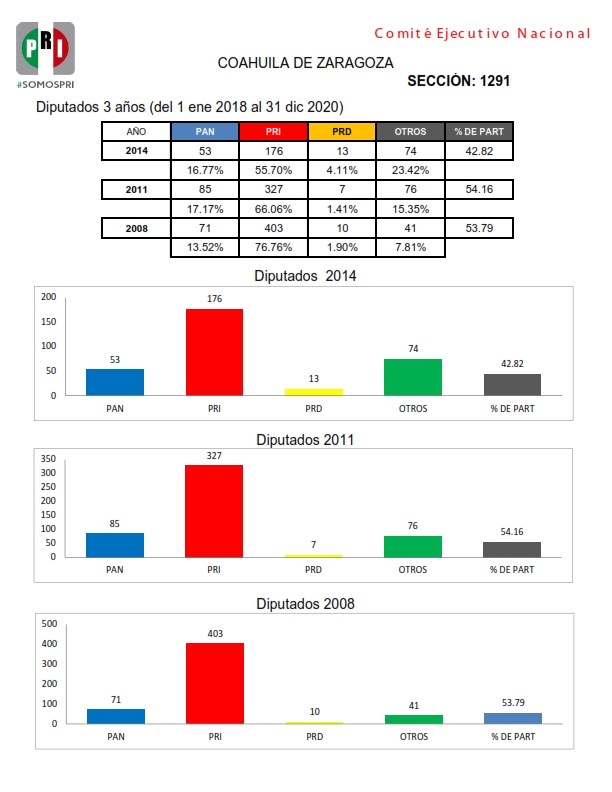 Comité Ejecutivo Nacional
PRI
#SOMOSPRI
COAHUILA DE ZARAGOZA
SECCIÓN: 1291
Diputados 3 años (del 1 ene 2018 al 31 dic 2020)
AÑO PAN PRI PRD OTROS % DE PART
2014 53 176 13 74 42.82
16.77% 55.70% 4.11% 23.42%
2011 85 327 7 76 54.16
17.17% 66.06% 1.41% 15.35%
2008 71 403 10 41 53.79
13.52% 76.76% 1.90% 7.81%
Diputados 2014
200
150
100
50
0
53 176 13 74 42.82
PAN PRI PRD OTROS % DE PART
Diputados 2011
350
300
250
200
150
100
50
0
85 327 7 76 54.16
PAN PRI PRD OTROS % DE PART
Diputados 2008
500
400
300
200
100
0
71 403 10 41 53.79
PAN PRI PRD OTROS % DE PART